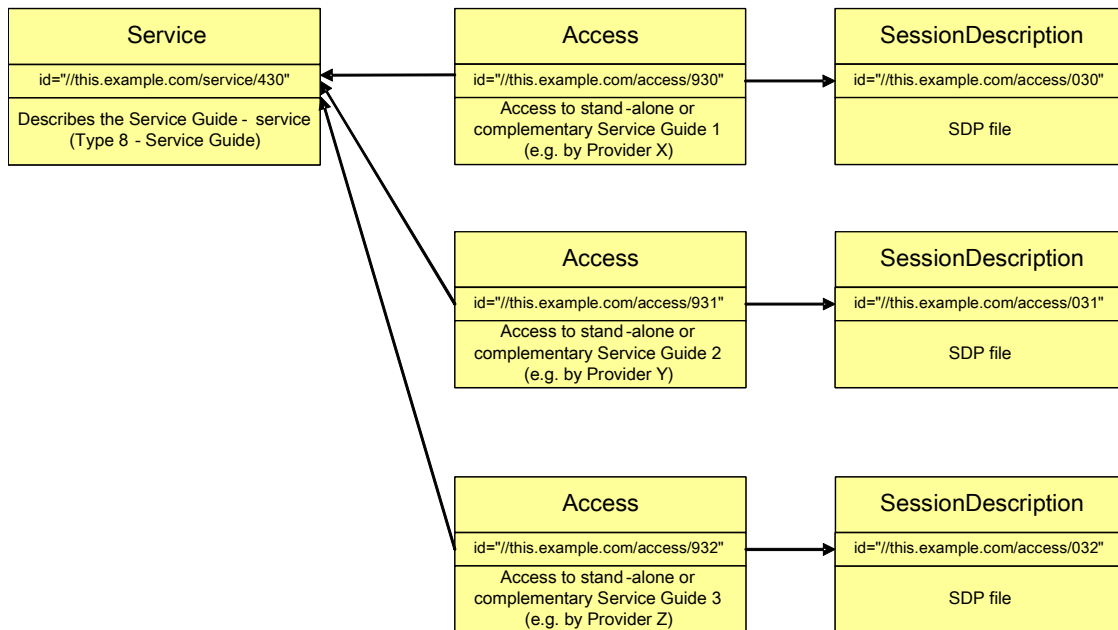 Service
id="//this.example.com/service/430"
Describes the Service Guide - service
(Type 8 - Service Guide)
Access
id="//this.example.com/access/930"
Access to stand-alone or
complementary Service Guide 1
(e.g. by Provider X)
SessionDescription
id="//this.example.com/access/030"
SDP file
Access
id="//this.example.com/access/931"
Access to stand-alone or
complementary Service Guide 2
(e.g. by Provider Y)
SessionDescription
id="//this.example.com/access/031"
SDP file
Access
id="//this.example.com/access/932"
Access to stand-alone or
complementary Service Guide 3
(e.g. by Provider Z)
SessionDescription
id="//this.example.com/access/032"
SDP file